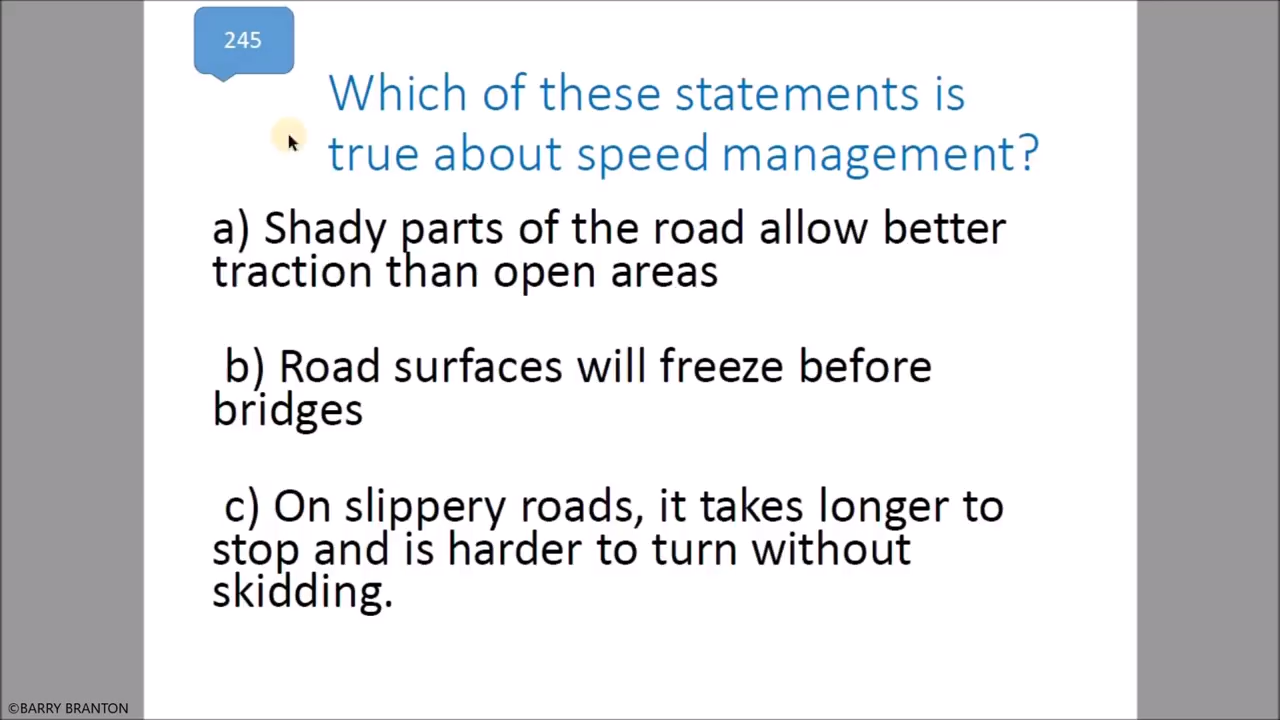 245
Which of these statements is
true about speed management?
a) Shady parts of the road allow better
traction than open areas
b) Road surfaces will freeze before
bridges
c) On slippery roads, it takes longer to
stop and is harder to turn without
skidding.
©BARRY BRANTON